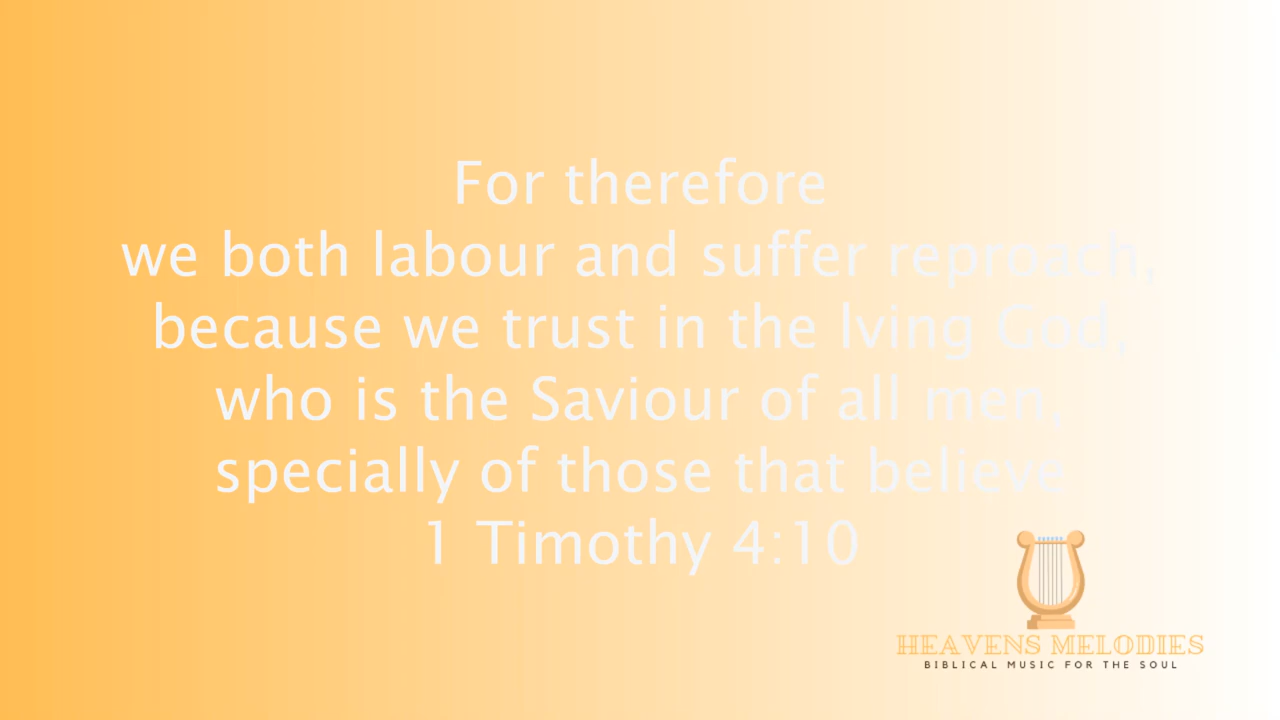 For therefore
we both labour and suffer reproach,
because we trust in the lving God,
who is the Saviour of all men,
specially of those that believe
1 Timothy 4:10
HEAVENS MELODIES
BIBLICAL MUSIC FOR THE SOUL